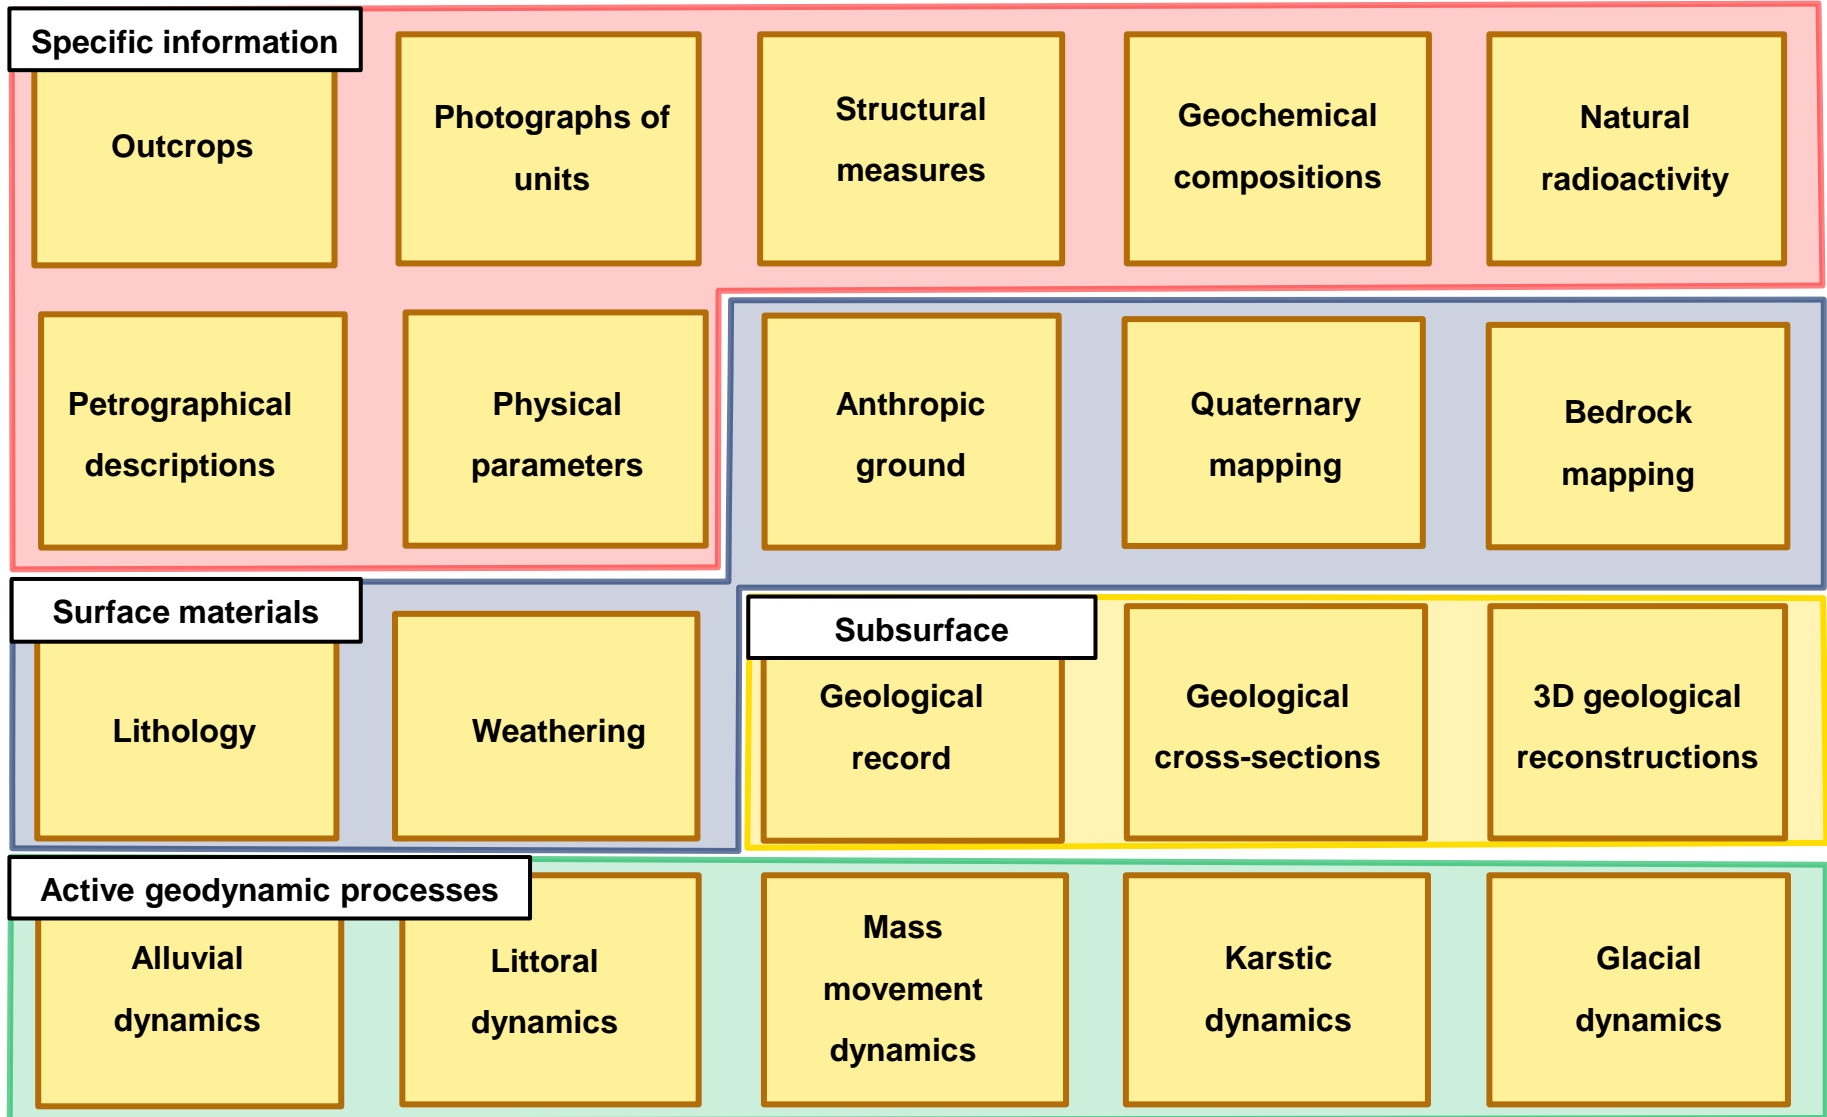 Specific information
Outcrops
Photographs of
units
Structural
measures
Geochemical
compositions
Natural
radioactivity
Petrographical
descriptions
Physical
parameters
Anthropic
ground
Quaternary
mapping
Bedrock
mapping
Surface materials
Lithology
Weathering
Subsurface
Geological
record
Geological
cross-sections
3D geological
reconstructions
Active geodynamic processes
Alluvial
dynamics
Littoral
dynamics
Mass
movement
dynamics
Karstic
dynamics
Glacial
dynamics